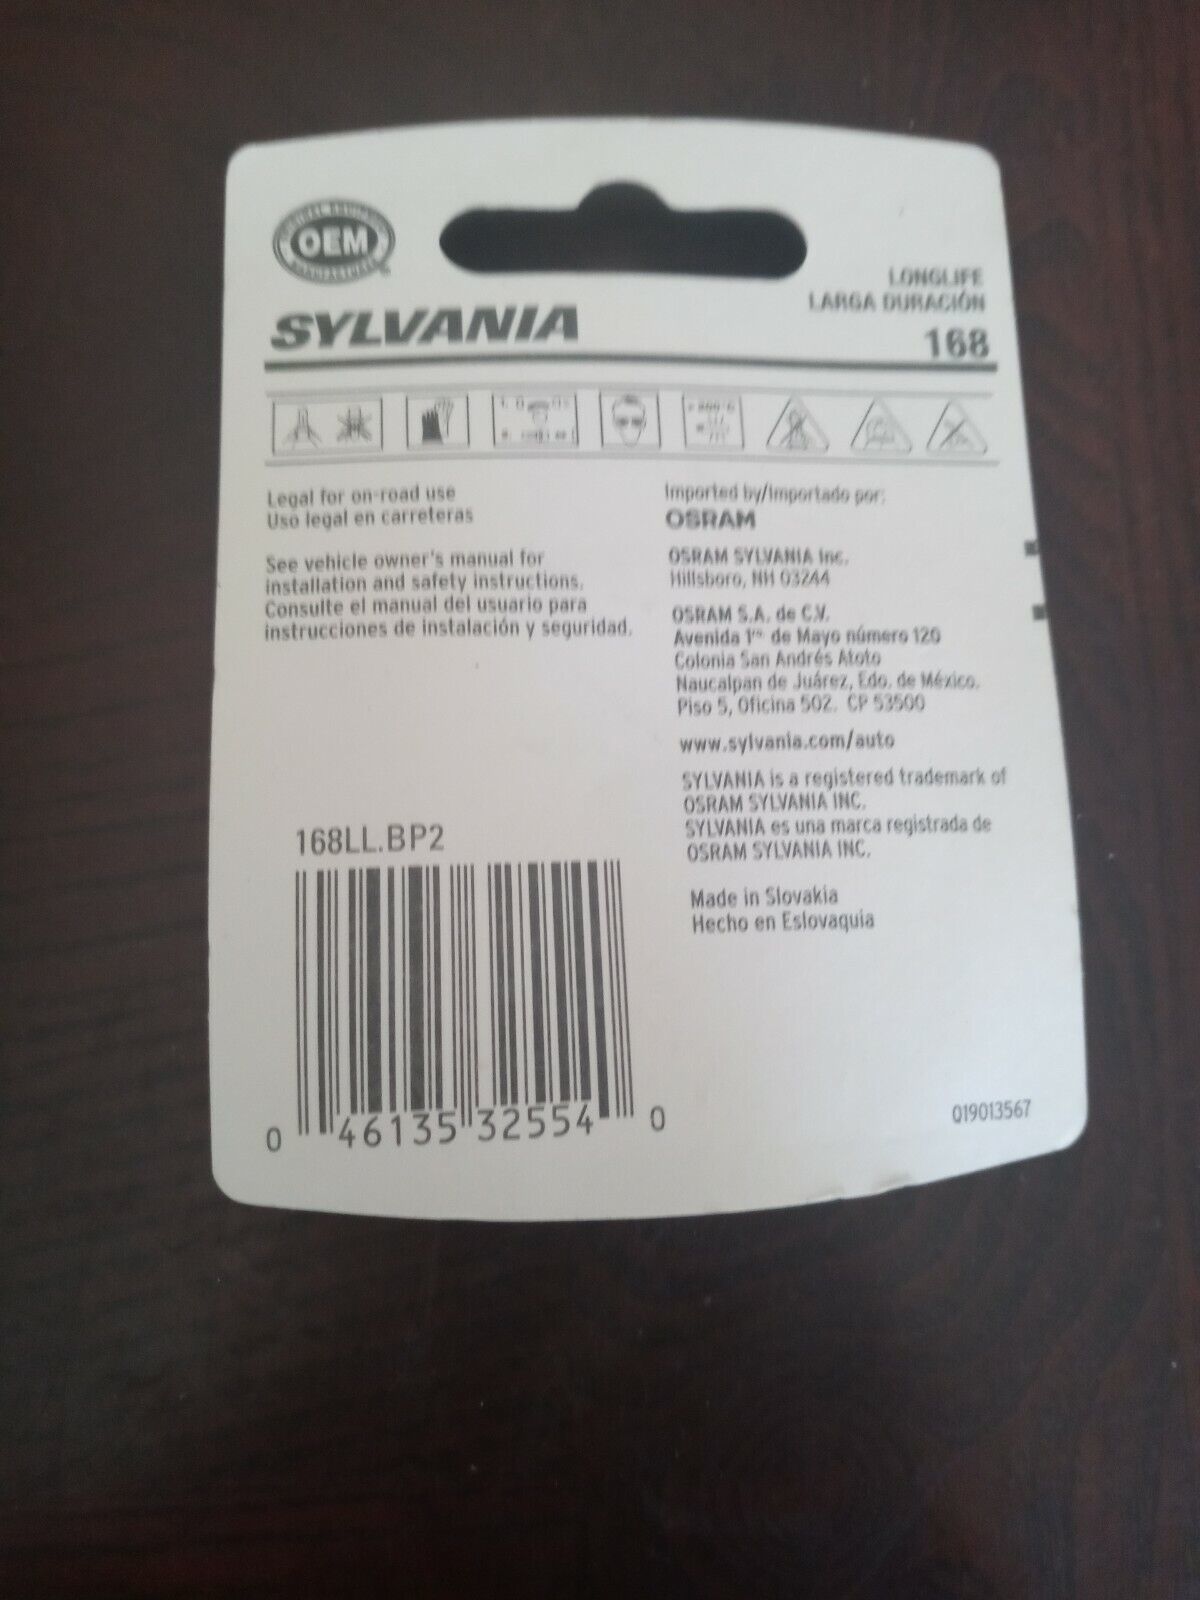 OEM
SYLVANIA
LONGLIFE
LARGA DURACIÓN
168
Legal for on-road use
Uso legal en carreteras
See vehicle owner's manual for
installation and safety instructions.
Consulte el manual del usuario para
instrucciones de instalación y seguridad.
Imported by/Importado por:
OSRAM
OSRAM SYLVANIA Inc.
Hillsboro, NH 03244
OSRAM S.A. de C.V.
Avenida 1ro de Mayo número 120
Colonia San Andrés Atoto
Naucalpan de Juárez, Edo. de México.
Piso 5, Oficina 502. CP 53500
www.sylvania.com/auto
SYLVANIA is a registered trademark of
OSRAM SYLVANIA INC.
SYLVANIA es una marca registrada de
OSRAM SYLVANIA INC.
Made in Slovakia
Hecho en Eslovaquia
168LL.BP2
0 46135 32554 0
019013567